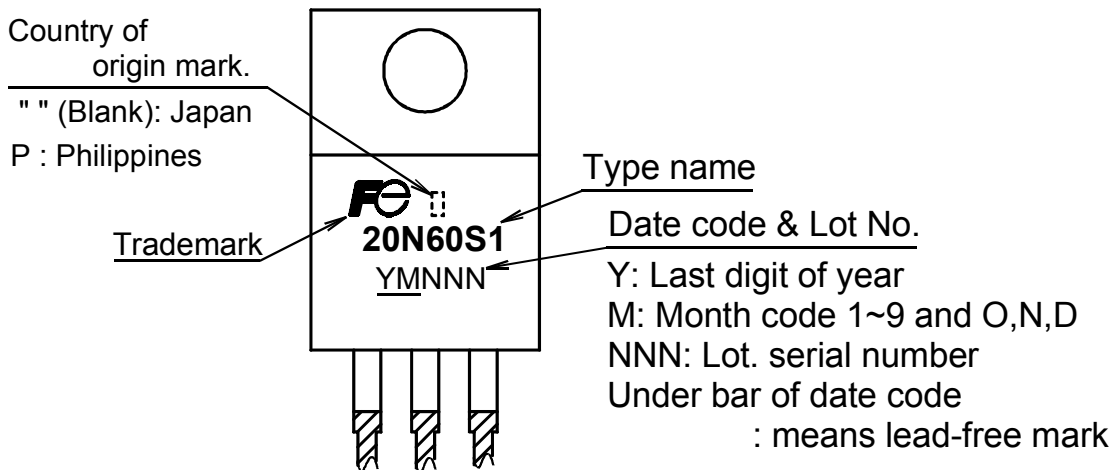 Country of
origin mark.
" " (Blank): Japan
P : Philippines
Trademark
Fe
20N60S1
YMNNN
Type name
Date code & Lot No.
Y: Last digit of year
M: Month code 1~9 and O,N,D
NNN: Lot. serial number
Under bar of date code
: means lead-free mark